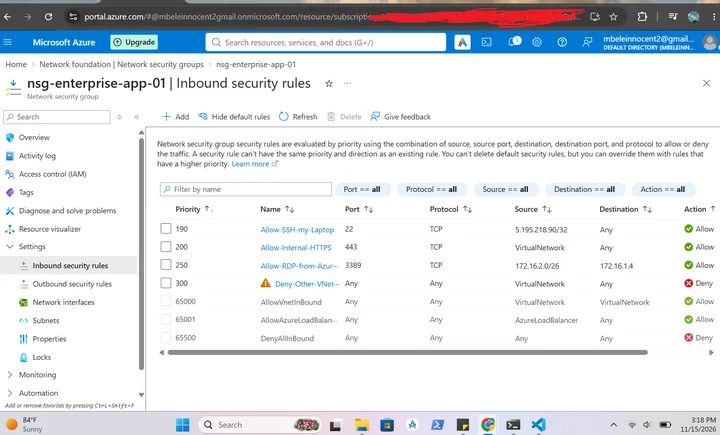 portal.azure.com/#@mbeleinnocent2gmail.onmicrosoft.com/resource/subscription
Microsoft Azure
Upgrade
Search resources, services, and docs (G+/)
mbeleinnocent2@gmail....
DEFAULT DIRECTORY (MBELEINN...
Home > Network foundation | Network security groups > nsg-enterprise-app-01
nsg-enterprise-app-01 | Inbound security rules
Network security group
Search
Add
Hide default rules
Refresh
Delete
Give feedback
Overview
Activity log
Access control (IAM)
Tags
Diagnose and solve problems
Resource visualizer
Settings
Inbound security rules
Outbound security rules
Network interfaces
Subnets
Properties
Locks
Monitoring
Automation
Add or remove favorites by pressing Ctrl+Shift+F
Network security group security rules are evaluated by priority using the combination of source, source port, destination, destination port, and protocol to allow or deny
the traffic. A security rule can't have the same priority and direction as an existing rule. You can't delete default security rules, but you can override them with rules that
have a higher priority. Learn more
Filter by name
Port == all
Protocol == all
Source == all
Destination == all
Action == all
Priority Name Port Protocol Source Destination Action
190 Allow-SSH-my-Laptop 22 TCP 5.195.218.90/32 Any Allow
200 Allow-Internal-HTTPS 443 TCP VirtualNetwork Any Allow
250 Allow-RDP-from-Azur... 3389 TCP 172.16.2.0/26 172.16.1.4 Allow
300 Deny-Other-VNet... Any Any VirtualNetwork Any Deny
65000 AllowVnetInBound Any Any VirtualNetwork VirtualNetwork Allow
65001 AllowAzureLoadBalan... Any Any AzureLoadBalancer Any Allow
65500 DenyAllInBound Any Any Any Any Deny
84°F
Sunny
Search
3:18 PM
11/15/2026